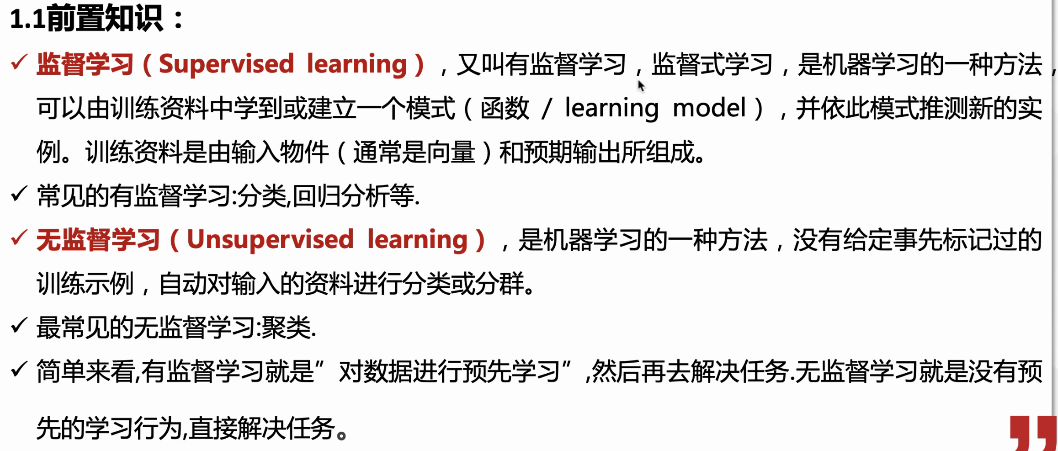 1.1前置知识：
✓ 监督学习（Supervised learning），又叫有监督学习，监督式学习，是机器学习的一种方法，
可以由训练资料中学到或建立一个模式（函数 / learning model），并依此模式推测新的实
例。训练资料是由输入物件（通常是向量）和预期输出所组成。
✓ 常见的有监督学习:分类,回归分析等.
✓ 无监督学习（Unsupervised learning），是机器学习的一种方法，没有给定事先标记过的
训练示例，自动对输入的资料进行分类或分群。
✓ 最常见的无监督学习:聚类.
✓ 简单来看,有监督学习就是”对数据进行预先学习”,然后再去解决任务.无监督学习就是没有预
先的学习行为,直接解决任务。